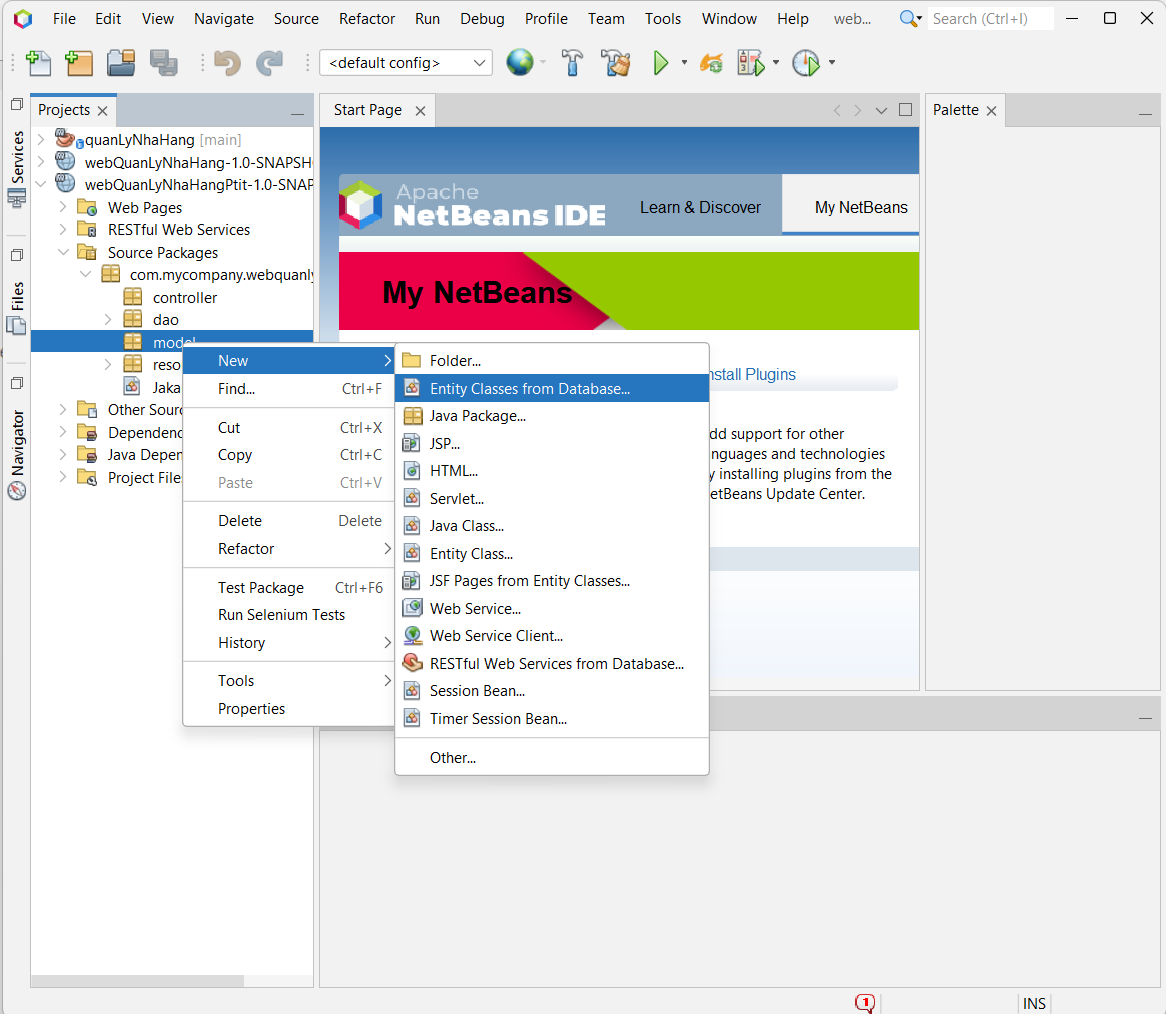 File Edit View Navigate Source Refactor Run Debug Profile Team Tools Window Help web... Search (Ctrl+I)
<default config>
Projects
Start Page
Palette
Services
Files
Navigator
quanLyNhaHang [main]
webQuanLyNhaHang-1.0-SNAPSH
webQuanLyNhaHangPtit-1.0-SNAP
Web Pages
RESTful Web Services
Source Packages
com.mycompany.webquanly
controller
dao
model
reso
Jaka
Other Sour
Dependenc
Java Deper
Project File
Apache
NetBeans IDE
Learn & Discover
My NetBeans
My NetBeans
nstall Plugins
dd support for other
nguages and technologies
y installing plugins from the
etBeans Update Center.
New
Find... Ctrl+F
Cut Ctrl+X
Copy Ctrl+C
Paste Ctrl+V
Delete Delete
Refactor
Test Package Ctrl+F6
Run Selenium Tests
History
Tools
Properties
Folder...
Entity Classes from Database...
Java Package...
JSP...
HTML...
Servlet...
Java Class...
Entity Class...
JSF Pages from Entity Classes...
Web Service...
Web Service Client...
RESTful Web Services from Database...
Session Bean...
Timer Session Bean...
Other...
1
INS